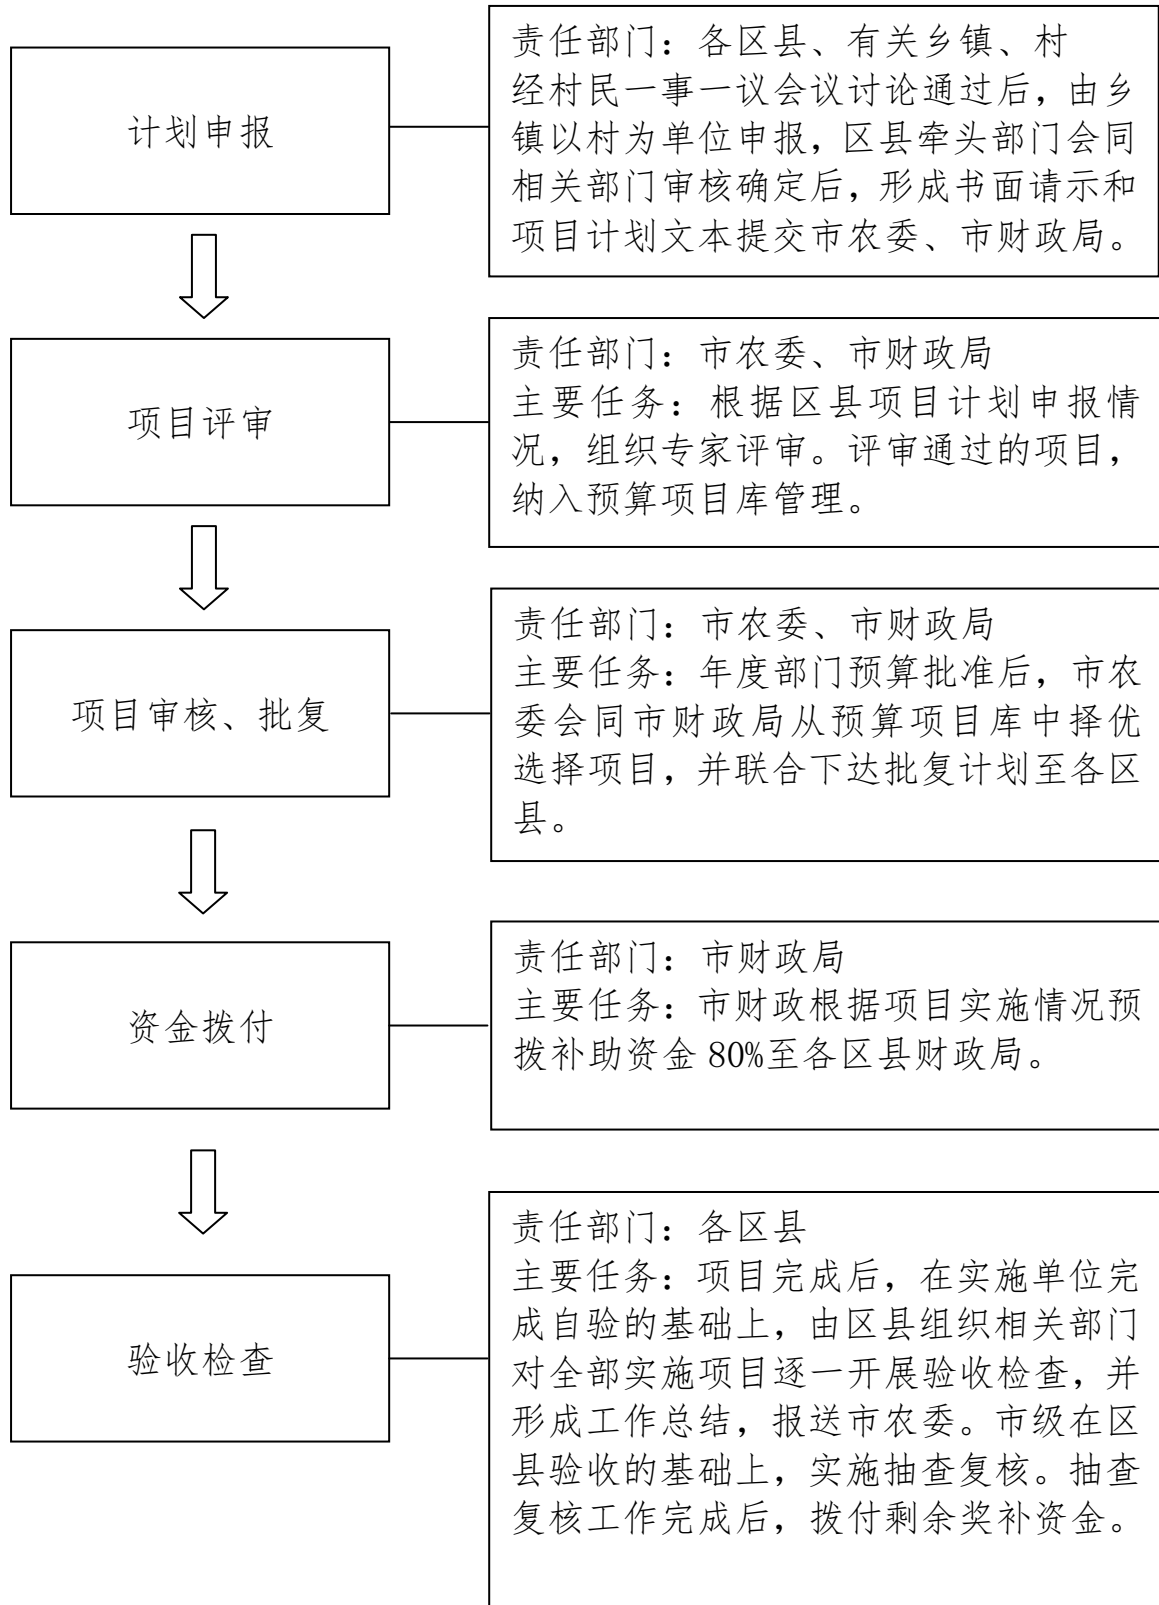 计划申报
责任部门：各区县、有关乡镇、村
经村民一事一议会议讨论通过后，由乡
镇以村为单位申报，区县牵头部门会同
相关部门审核确定后，形成书面请示和
项目计划文本提交市农委、市财政局。
项目评审
责任部门：市农委、市财政局
主要任务：根据区县项目计划申报情
况，组织专家评审。评审通过的项目，
纳入预算项目库管理。
项目审核、批复
责任部门：市农委、市财政局
主要任务：年度部门预算批准后，市农
委会同市财政局从预算项目库中择优
选择项目，并联合下达批复计划至各区
县。
资金拨付
责任部门：市财政局
主要任务：市财政根据项目实施情况预
拨补助资金 80%至各区县财政局。
验收检查
责任部门：各区县
主要任务：项目完成后，在实施单位完
成自验的基础上，由区县组织相关部门
对全部实施项目逐一开展验收检查，并
形成工作总结，报送市农委。市级在区
县验收的基础上，实施抽查复核。抽查
复核工作完成后，拨付剩余奖补资金。